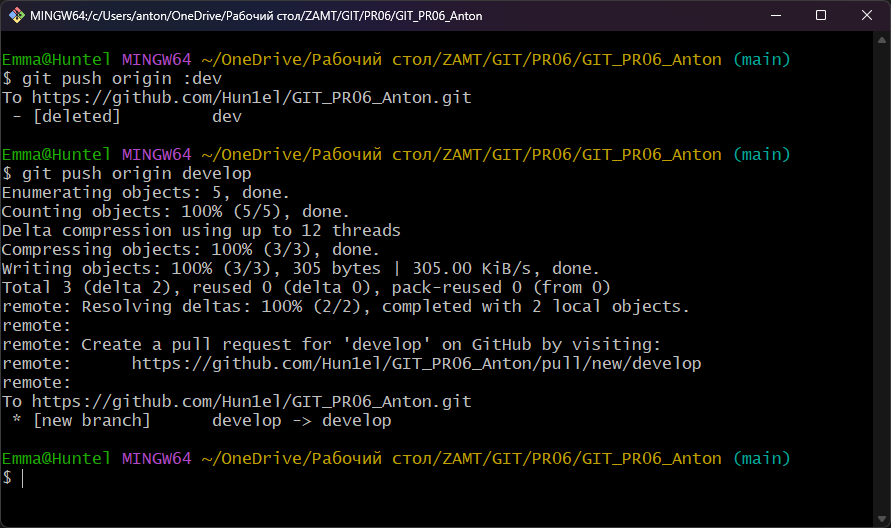 MINGW64:/c/Users/anton/OneDrive/Рабочий стол/ZAMT/GIT/PR06/GIT_PR06_Anton
Emma@Huntel MINGW64 ~/OneDrive/Рабочий стол/ZAMT/GIT/PR06/GIT_PR06_Anton (main)
$ git push origin :dev
To https://github.com/Hun1el/GIT_PR06_Anton.git
 - [deleted]         dev
Emma@Huntel MINGW64 ~/OneDrive/Рабочий стол/ZAMT/GIT/PR06/GIT_PR06_Anton (main)
$ git push origin develop
Enumerating objects: 5, done.
Counting objects: 100% (5/5), done.
Delta compression using up to 12 threads
Compressing objects: 100% (3/3), done.
Writing objects: 100% (3/3), 305 bytes | 305.00 KiB/s, done.
Total 3 (delta 2), reused 0 (delta 0), pack-reused 0 (from 0)
remote: Resolving deltas: 100% (2/2), completed with 2 local objects.
remote:
remote: Create a pull request for 'develop' on GitHub by visiting:
remote:      https://github.com/Hun1el/GIT_PR06_Anton/pull/new/develop
remote:
To https://github.com/Hun1el/GIT_PR06_Anton.git
 * [new branch]      develop -> develop
Emma@Huntel MINGW64 ~/OneDrive/Рабочий стол/ZAMT/GIT/PR06/GIT_PR06_Anton (main)
$